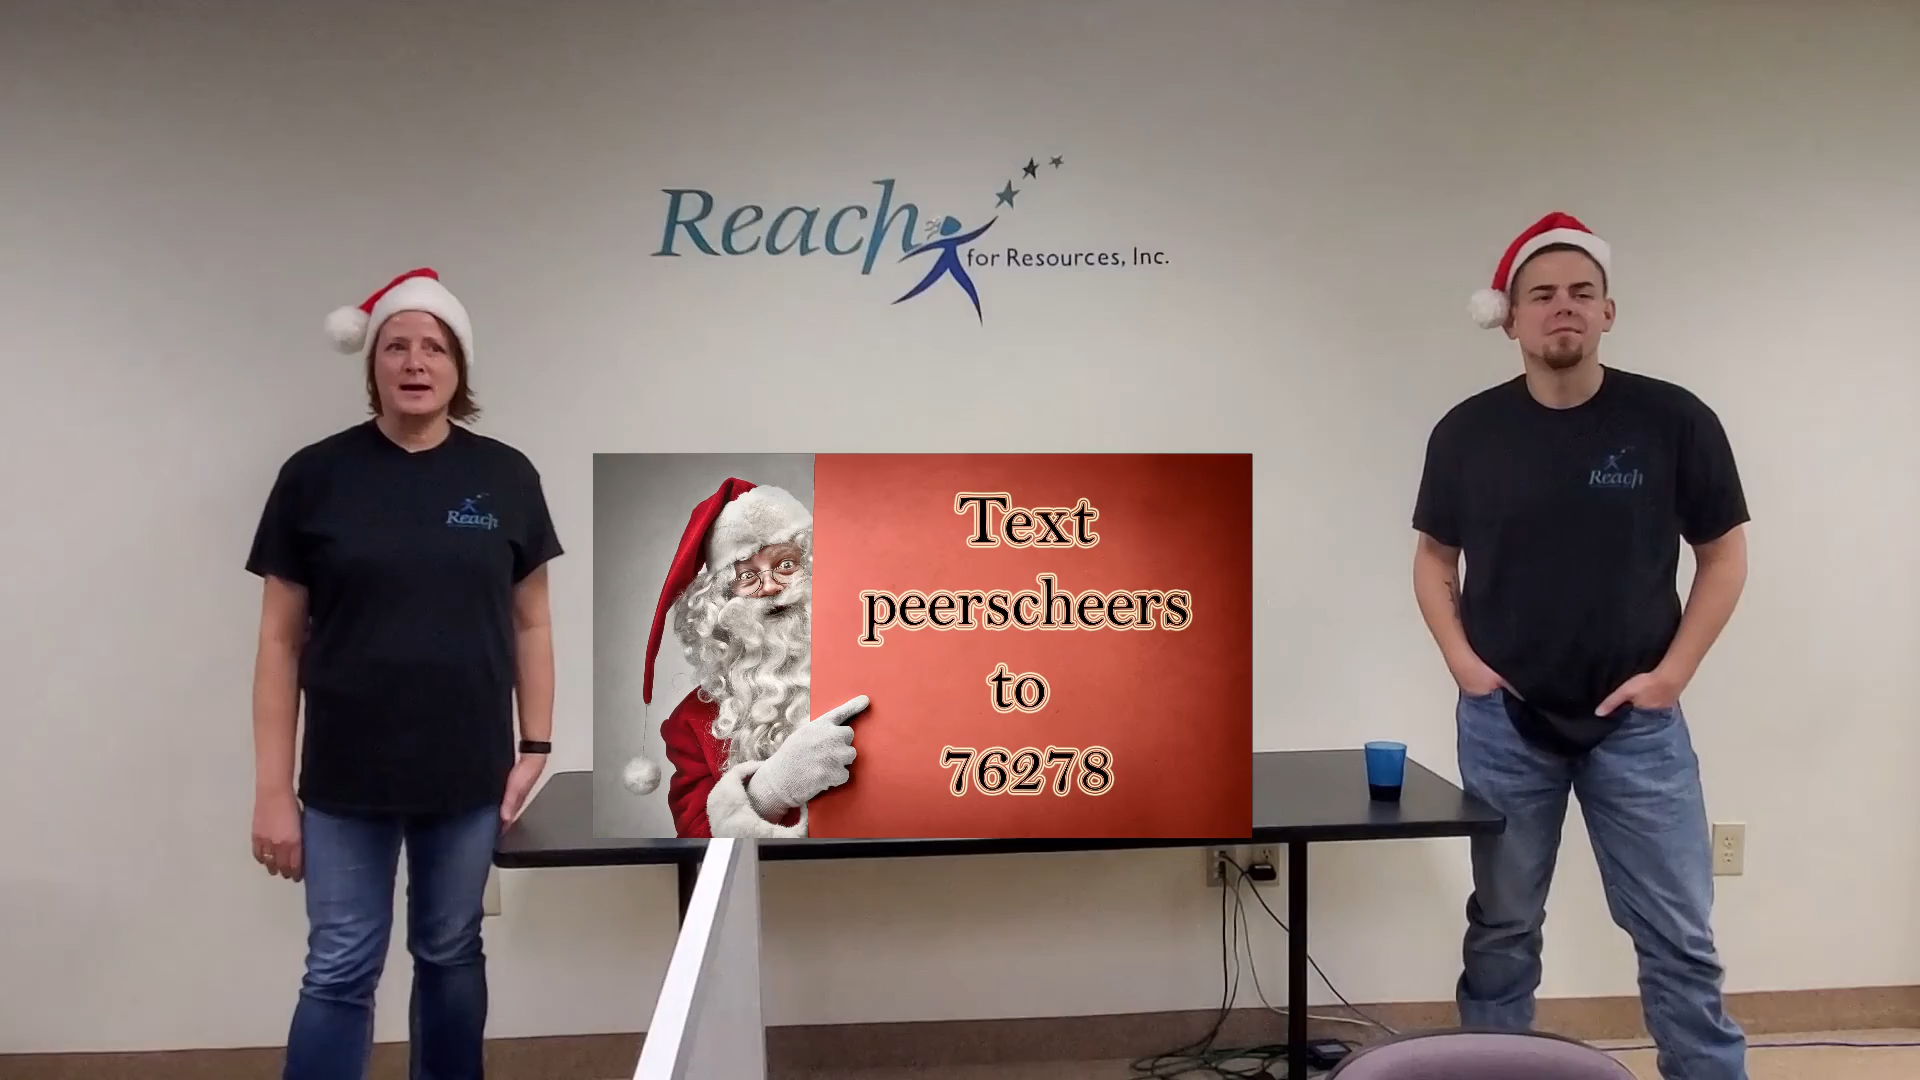 Reach
for Resources, Inc.
Reach
Reach
Text
peerscheers
to
76278